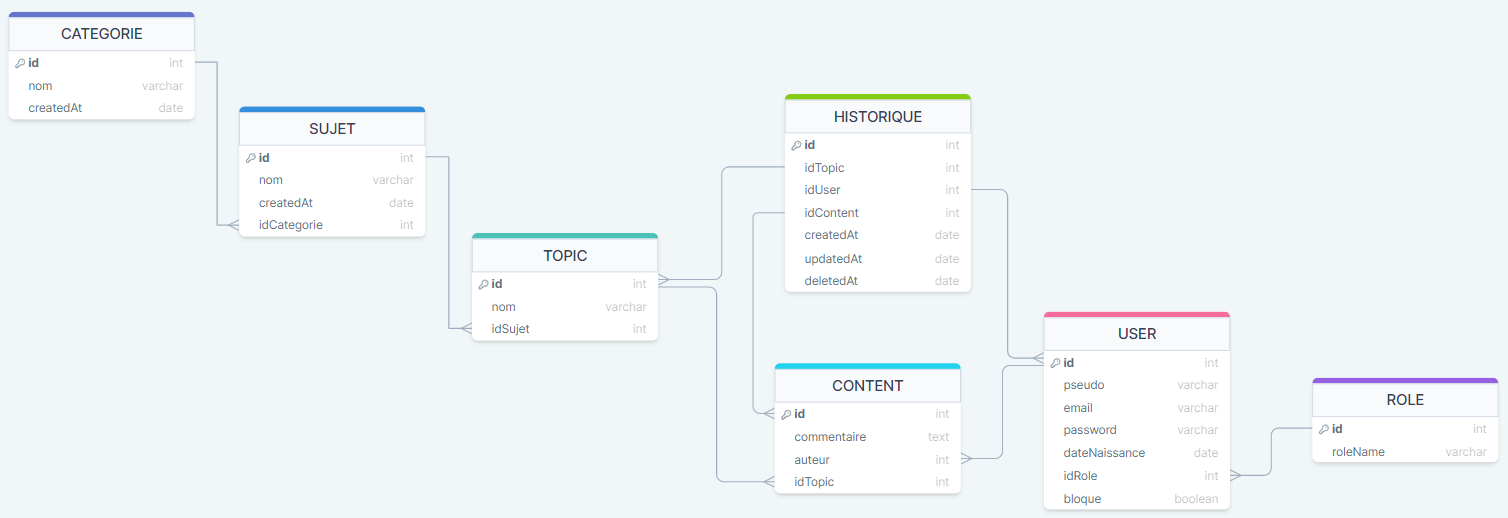 CATEGORIE
id int
nom varchar
createdAt date
SUJET
id int
nom varchar
createdAt date
idCategorie int
TOPIC
id int
nom varchar
idSujet int
HISTORIQUE
id int
idTopic int
idUser int
idContent int
createdAt date
updatedAt date
deletedAt date
CONTENT
id int
commentaire text
auteur int
idTopic int
USER
id int
pseudo varchar
email varchar
password varchar
dateNaissance date
idRole int
bloque boolean
ROLE
id int
roleName varchar